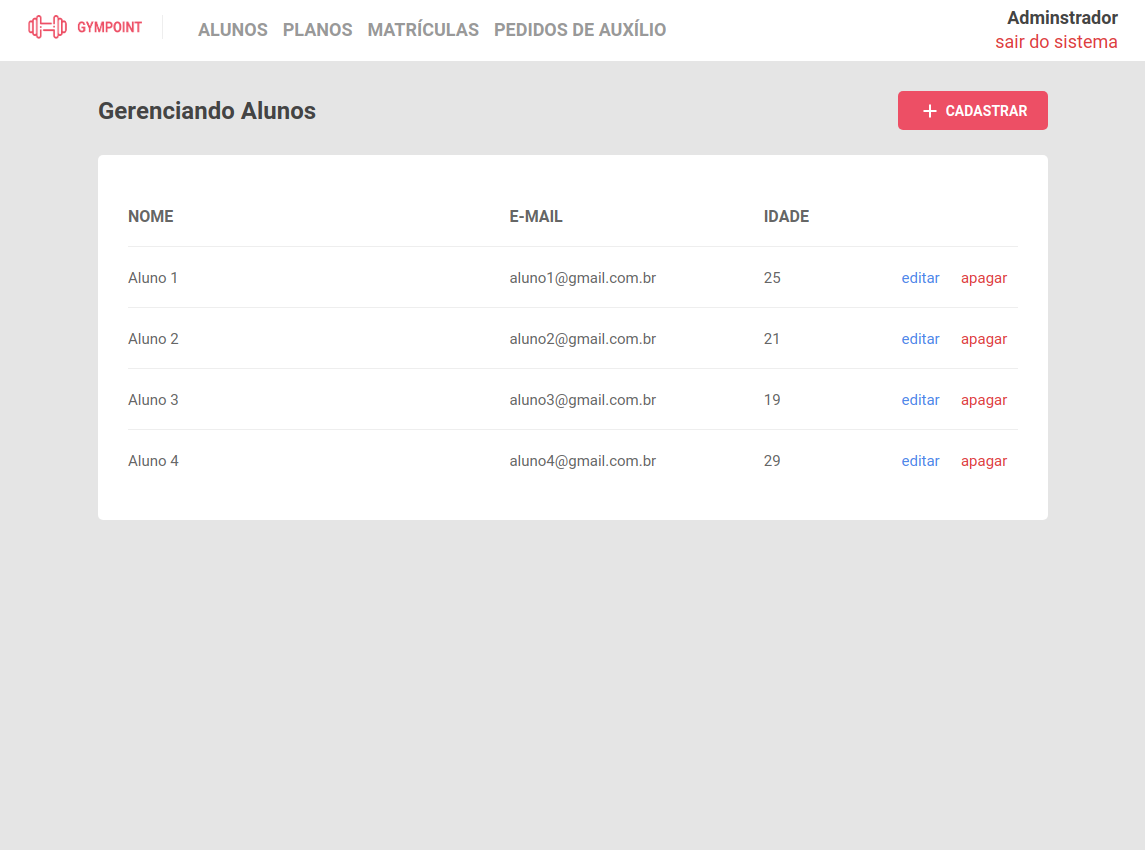 GYMPOINT ALUNOS PLANOS MATRÍCULAS PEDIDOS DE AUXÍLIO Adminstrador
sair do sistema
Gerenciando Alunos CADASTRAR
NOME E-MAIL IDADE
Aluno 1 aluno1@gmail.com.br 25 editar apagar
Aluno 2 aluno2@gmail.com.br 21 editar apagar
Aluno 3 aluno3@gmail.com.br 19 editar apagar
Aluno 4 aluno4@gmail.com.br 29 editar apagar